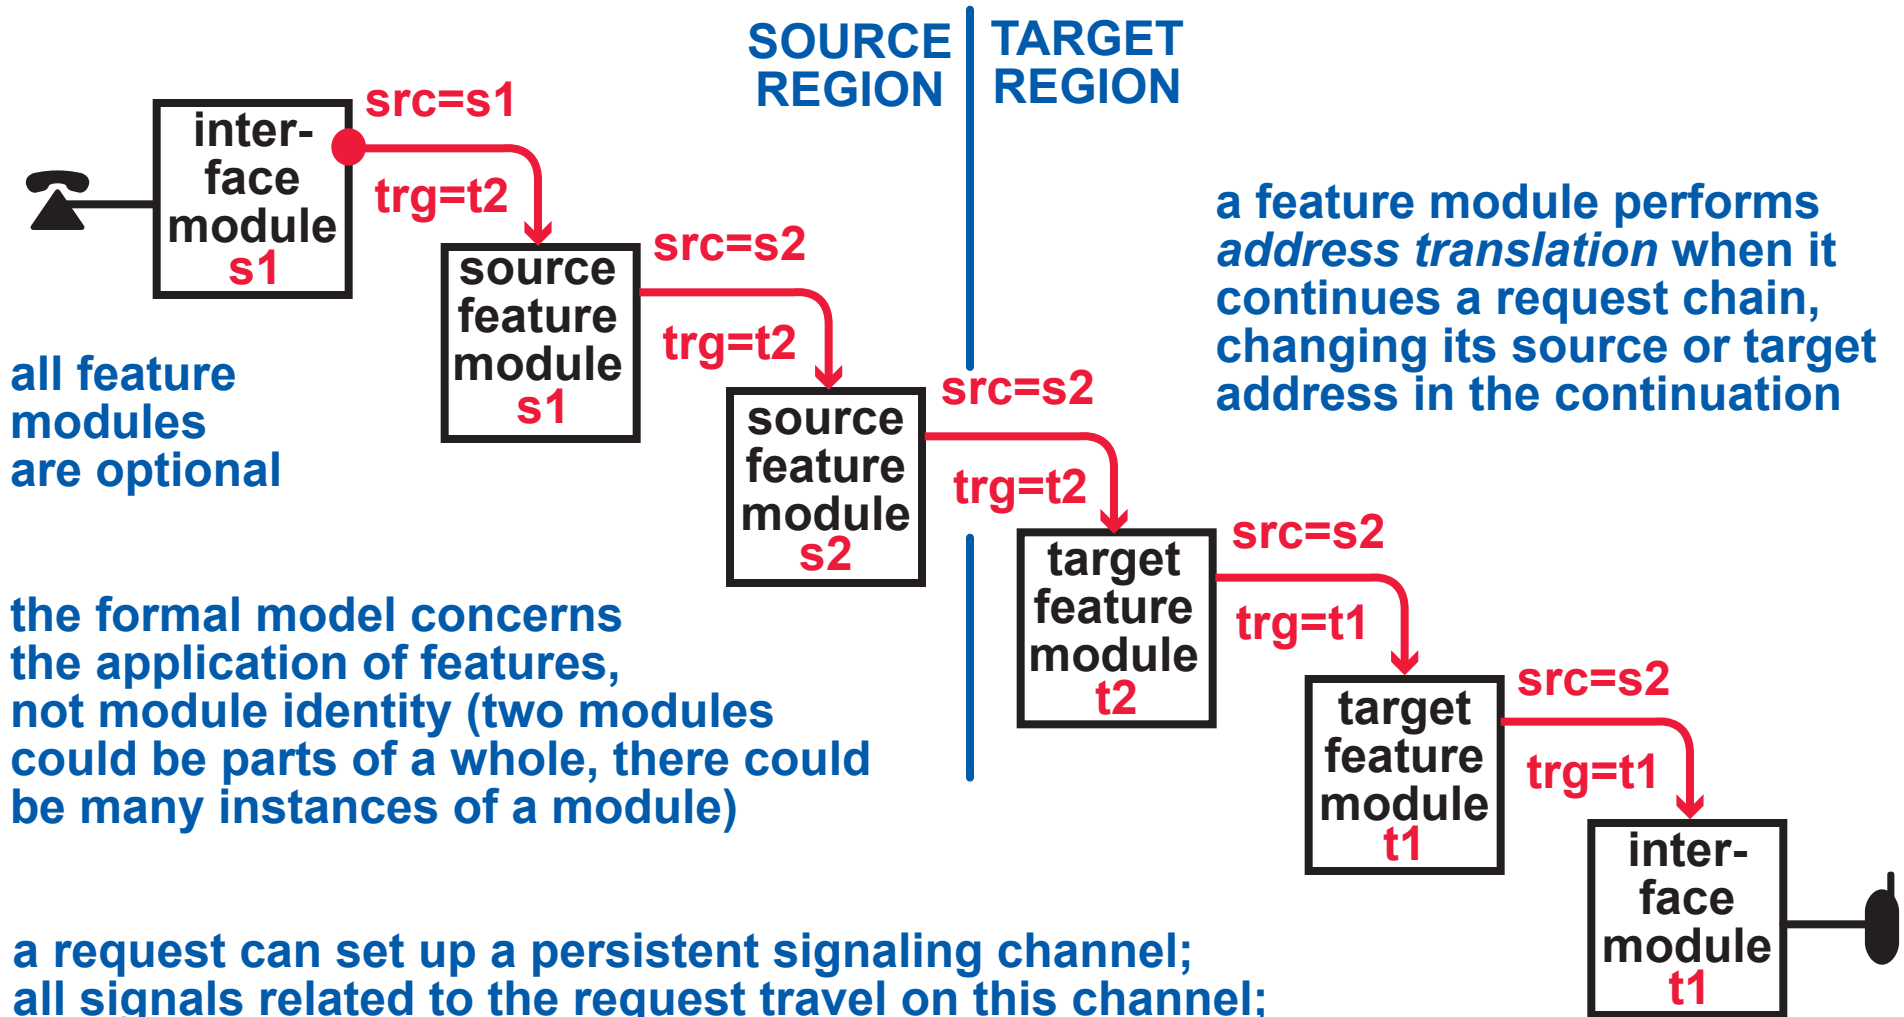 SOURCE
REGION
TARGET
REGION
inter-
face
module
s1
src=s1
trg=t2
source
feature
module
s1
src=s2
trg=t2
source
feature
module
s2
src=s2
trg=t2
target
feature
module
t2
src=s2
trg=t1
target
feature
module
t1
src=s2
trg=t1
inter-
face
module
t1
a feature module performs
address translation when it
continues a request chain,
changing its source or target
address in the continuation
all feature
modules
are optional
the formal model concerns
the application of features,
not module identity (two modules
could be parts of a whole, there could
be many instances of a module)
a request can set up a persistent signaling channel;
all signals related to the request travel on this channel;